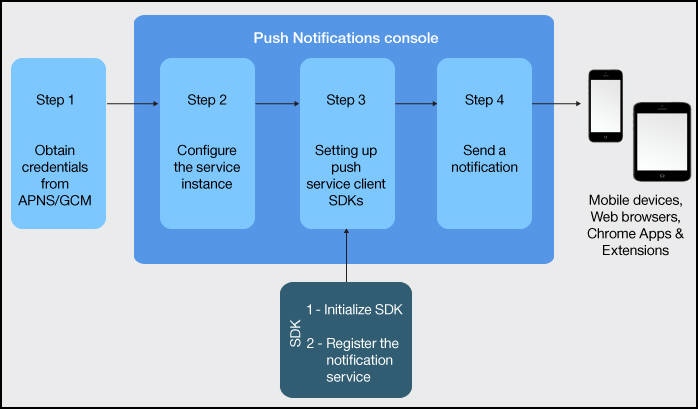 Push Notifications console
Step 1
Obtain
credentials
from
APNS/GCM
Step 2
Configure
the service
instance
Step 3
Setting up
push
service client
SDKs
Step 4
Send a
notification
Mobile devices,
Web browsers,
Chrome Apps &
Extensions
SDK
1 - Initialize SDK
2 - Register the
notification
service